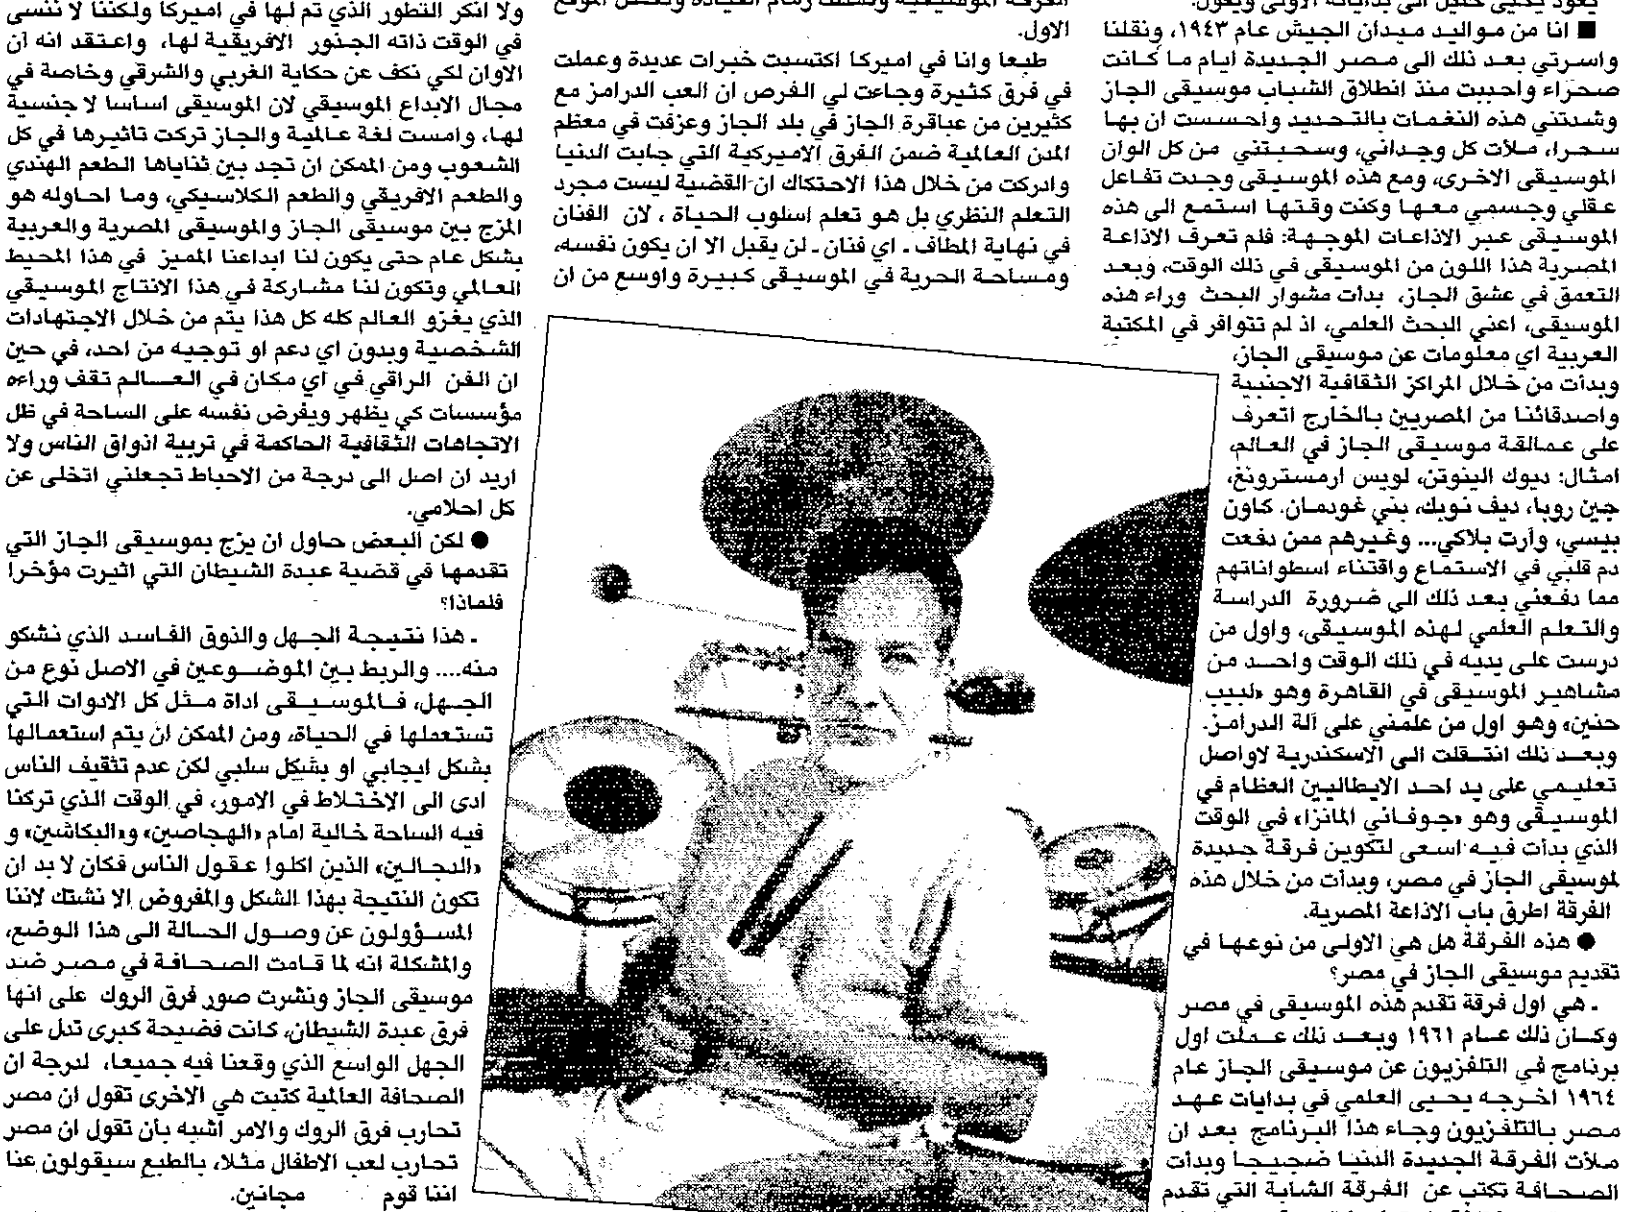 يعود يحيى خليل الى بداياته الاولى ويقول:
■ انا من مواليد ميدان الجيش عام ١٩٤٣، ونقلنا
واسرتي بعد ذلك الى مصر الجديدة ايام ما كانت
صحراء واحببت منذ إنطلاق الشباب موسيقى الجاز
وشدتني هذه النغمات بالتحديد واحسست ان بها
سحرا، ملأت كل وجداني، وسحبتني من كل الوان
الموسيقى الاخرى، ومع هذه الموسيقى وجدت تفاعل
عقلي وجسمي معها وكنت وقتها استمع الى هذه
الموسيقى عبر الاذاعات الموجهة: فلم تعرف الاذاعة
المصرية هذا اللون من الموسيقى في ذلك الوقت، وبعد
التعمق في عشق الجاز، بدأت مشوار البحث وراء هذه
الموسيقى، اعني البحث العلمي، اذ لم تتوافر في المكتبة
العربية اي معلومات عن موسيقى الجاز،
وبدأت من خلال المراكز الثقافية الاجنبية
واصدقائنا من المصريين بالخارج اتعرف
على عمالقة موسيقى الجاز في العالم،
امثال: ديوك الينوتن، لويس ارمسترونغ،
جين روبا، ديف نوبك، بني غودمان. كاون
بيسي، وآرت بلاكي... وغيرهم ممن دفعت
دم قلبي في الاستماع واقتناء اسطواناتهم
مما دفعني بعد ذلك الى ضرورة الدراسة
والتعلم العلمي لهذه الموسيقى، واول من
درست على يديه في ذلك الوقت واحد من
مشاهير الموسيقى في القاهرة وهو «لبيب
حنين» وهو اول من علمني على آلة الدرامز.
وبعد ذلك انتقلت الى الاسكندرية لاواصل
تعليمي على يد احد الايطاليين العظام في
الموسيقى وهو «جوفاني المانزا» في الوقت
الذي بدأت فيه اسعى لتكوين فرقة جديدة
لموسيقى الجاز في مصر، وبدأت من خلال هذه
الفرقة اطرق باب الاذاعة المصرية.
● هذه الفرقة هل هي الاولى من نوعها في
تقديم موسيقى الجاز في مصر؟
ـ هي اول فرقة تقدم هذه الموسيقى في مصر
وكان ذلك عام ١٩٦١ وبعد ذلك عملت اول
برنامج في التلفزيون عن موسيقى الجاز عام
١٩٦٤ اخرجه يحيى العلمي في بدايات عهد
مصر بالتلفزيون وجاء هذا البرنامج بعد ان
ملأت الفرقة الجديدة الدنيا ضجيجا وبدأت
الصحافة تكتب عن الفرقة الشابة التي تقدم
الاول.
طبعا وانا في اميركا اكتسبت خبرات عديدة وعملت
في فرق كثيرة وجاءت لي الفرص ان العب الدرامز مع
كثيرين من عباقرة الجاز في بلد الجاز وعزفت في معظم
المدن العالمية ضمن الفرق الاميركية التي جابت الدنيا
وادركت من خلال هذا الاحتكاك ان القضية ليست مجرد
التعلم النظري بل هو تعلم اسلوب الحياة ، لان الفنان
في نهاية المطاف ـ اي فنان ـ لن يقبل الا ان يكون نفسه،
ومساحة الحرية في الموسيقى كبيرة واوسع من ان
ولا انكر التطور الذي تم لها في اميركا ولكننا لا ننسى
في الوقت ذاته الجذور الافريقية لها، واعتقد انه آن
الاوان لكي نكف عن حكاية الغربي والشرقي وخاصة في
مجال الابداع الموسيقي لان الموسيقى اساسا لا جنسية
لها، وامست لغة عالمية والجاز تركت تاثيرها في كل
الشعوب ومن الممكن ان تجد بين ثناياها الطعم الهندي
والطعم الافريقي والطعم الكلاسيكي، وما احاوله هو
المزج بين موسيقى الجاز والموسيقى المصرية والعربية
بشكل عام حتى يكون لنا ابداعنا المميز في هذا المحيط
العالمي وتكون لنا مشاركة في هذا الانتاج الموسيقي
الذي يغزو العالم كله كل هذا يتم من خلال الاجتهادات
الشخصية وبدون اي دعم او توجيه من احد، في حين
ان الفن الراقي في اي مكان في العالم تقف وراءه
مؤسسات كي يظهر ويفرض نفسه على الساحة في ظل
الاتجاهات الثقافية الحاكمة في تربية اذواق الناس ولا
اريد ان اصل الى درجة من الاحباط تجعلني اتخلى عن
كل احلامي.
● لكن البعض حاول ان يزج بموسيقى الجاز التي
تقدمها في قضية عبدة الشيطان التي اثيرت مؤخرا
فلماذا؟
ـ هذا نتيجة الجهل والذوق الفاسد الذي نشكو
منه.... والربط بين الموضوعين في الاصل نوع من
الجهل، فالموسيقى اداة مثل كل الادوات التي
تستعملها في الحياة، ومن الممكن ان يتم استعمالها
بشكل ايجابي او بشكل سلبي لكن عدم تثقيف الناس
ادى الى الاختلاط في الامور، في الوقت الذي تركنا
فيه الساحة خالية امام «الهجاصين» و«البكاشين» و
«الدجالين» الذين اكلوا عقول الناس فكان لا بد ان
تكون النتيجة بهذا الشكل والمفروض الا نشتك لاننا
المسؤولون عن وصول الحالة الى هذا الوضع،
والمشكلة انه لما قامت الصحافة في مصر ضد
موسيقى الجاز ونشرت صور فرق الروك على انها
فرق عبدة الشيطان، كانت فضيحة كبرى تدل على
الجهل الواسع الذي وقعنا فيه جميعا، لدرجة ان
الصحافة العالمية كتبت هي الاخرى تقول ان مصر
تحارب فرق الروك والامر اشبه بأن تقول ان مصر
تحارب لعب الاطفال مثلا، بالطبع سيقولون عنا
اننا قوم مجانين.